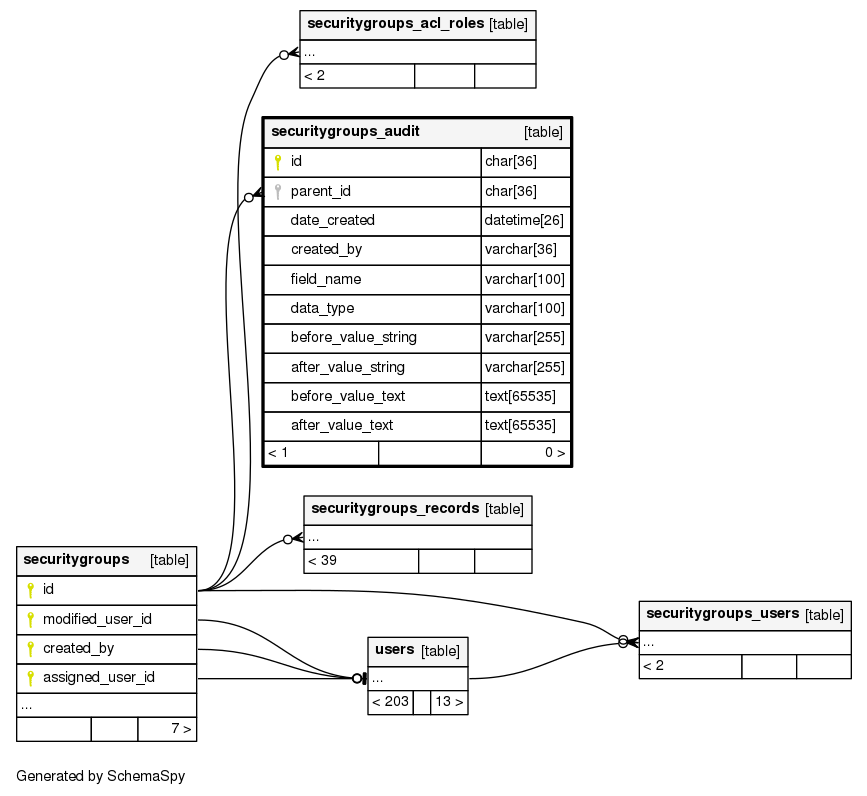 securitygroups_acl_roles [table]
...
< 2
securitygroups_audit [table]
id char[36]
parent_id char[36]
date_created datetime[26]
created_by varchar[36]
field_name varchar[100]
data_type varchar[100]
before_value_string varchar[255]
after_value_string varchar[255]
before_value_text text[65535]
after_value_text text[65535]
< 1 0 >
securitygroups_records [table]
...
< 39
securitygroups [table]
id
modified_user_id
created_by
assigned_user_id
...
7 >
users [table]
...
< 203 13 >
securitygroups_users [table]
...
< 2
Generated by SchemaSpy